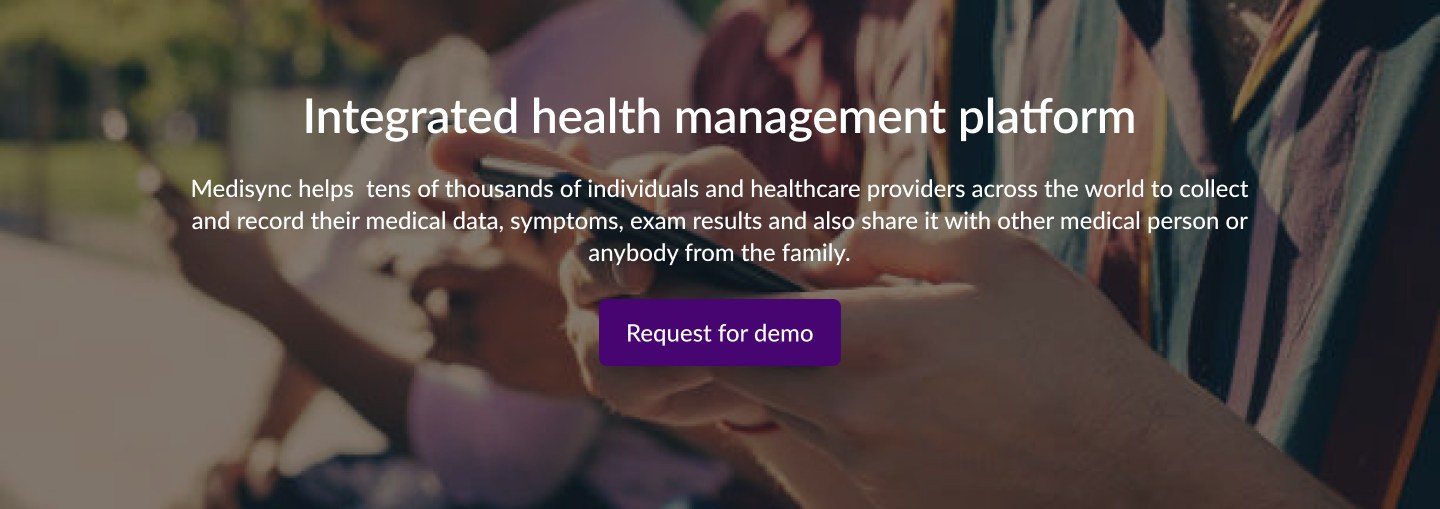 Integrated health management platform
Medisync helps  tens of thousands of individuals and healthcare providers across the world to collect
and record their medical data, symptoms, exam results and also share it with other medical person or
anybody from the family.
Request for demo